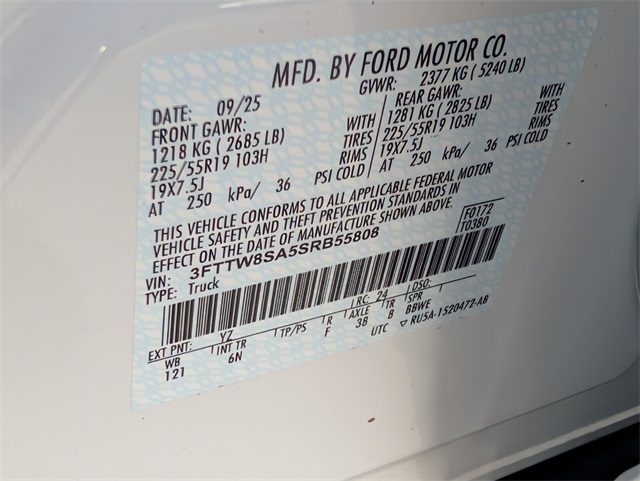 MFD. BY FORD MOTOR CO.
DATE: 09/25 GVWR: 2377 KG ( 5240 LB)
FRONT GAWR: REAR GAWR:
1218 KG ( 2685 LB) WITH 1281 KG ( 2825 LB) WITH
225/55R19 103H TIRES 225/55R19 103H TIRES
19X7.5J RIMS 19X7.5J RIMS
AT 250 kPa/ 36 PSI COLD AT 250 kPa/ 36 PSI COLD
THIS VEHICLE CONFORMS TO ALL APPLICABLE FEDERAL MOTOR
VEHICLE SAFETY AND THEFT PREVENTION STANDARDS IN
EFFECT ON THE DATE OF MANUFACTURE SHOWN ABOVE.
F0172
T0380
VIN: 3FTTW8SA5SRB55808
TYPE: Truck
EXT PNT: YZ RC: 24 DSO:
WB INT TR TP/PS R AXLE TR SPR
121 6N F 3B 8 BBWE
UTC ▽ RU5A-1520472-AB